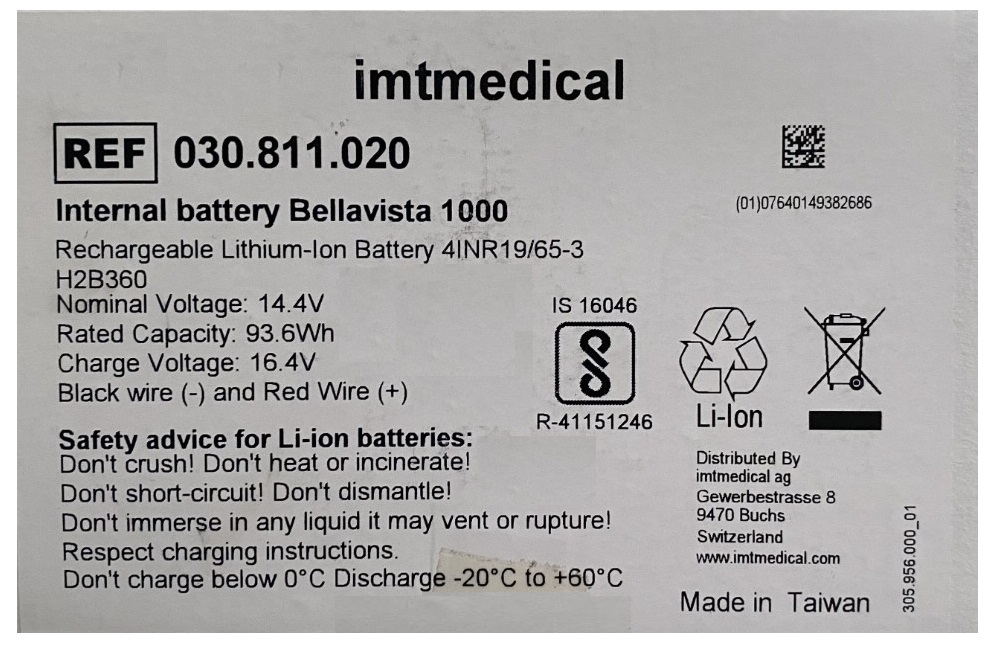 imtmedical
REF 030.811.020
(01)07640149382686
Internal battery Bellavista 1000
Rechargeable Lithium-Ion Battery 4INR19/65-3
H2B360
Nominal Voltage: 14.4V
Rated Capacity: 93.6Wh
Charge Voltage: 16.4V
Black wire (-) and Red Wire (+)
IS 16046
R-41151246
Li-Ion
Safety advice for Li-ion batteries:
Don't crush! Don't heat or incinerate!
Don't short-circuit! Don't dismantle!
Don't immerse in any liquid it may vent or rupture!
Respect charging instructions.
Don't charge below 0°C Discharge -20°C to +60°C
Distributed By
imtmedical ag
Gewerbestrasse 8
9470 Buchs
Switzerland
www.imtmedical.com
Made in Taiwan
305.956.000_01